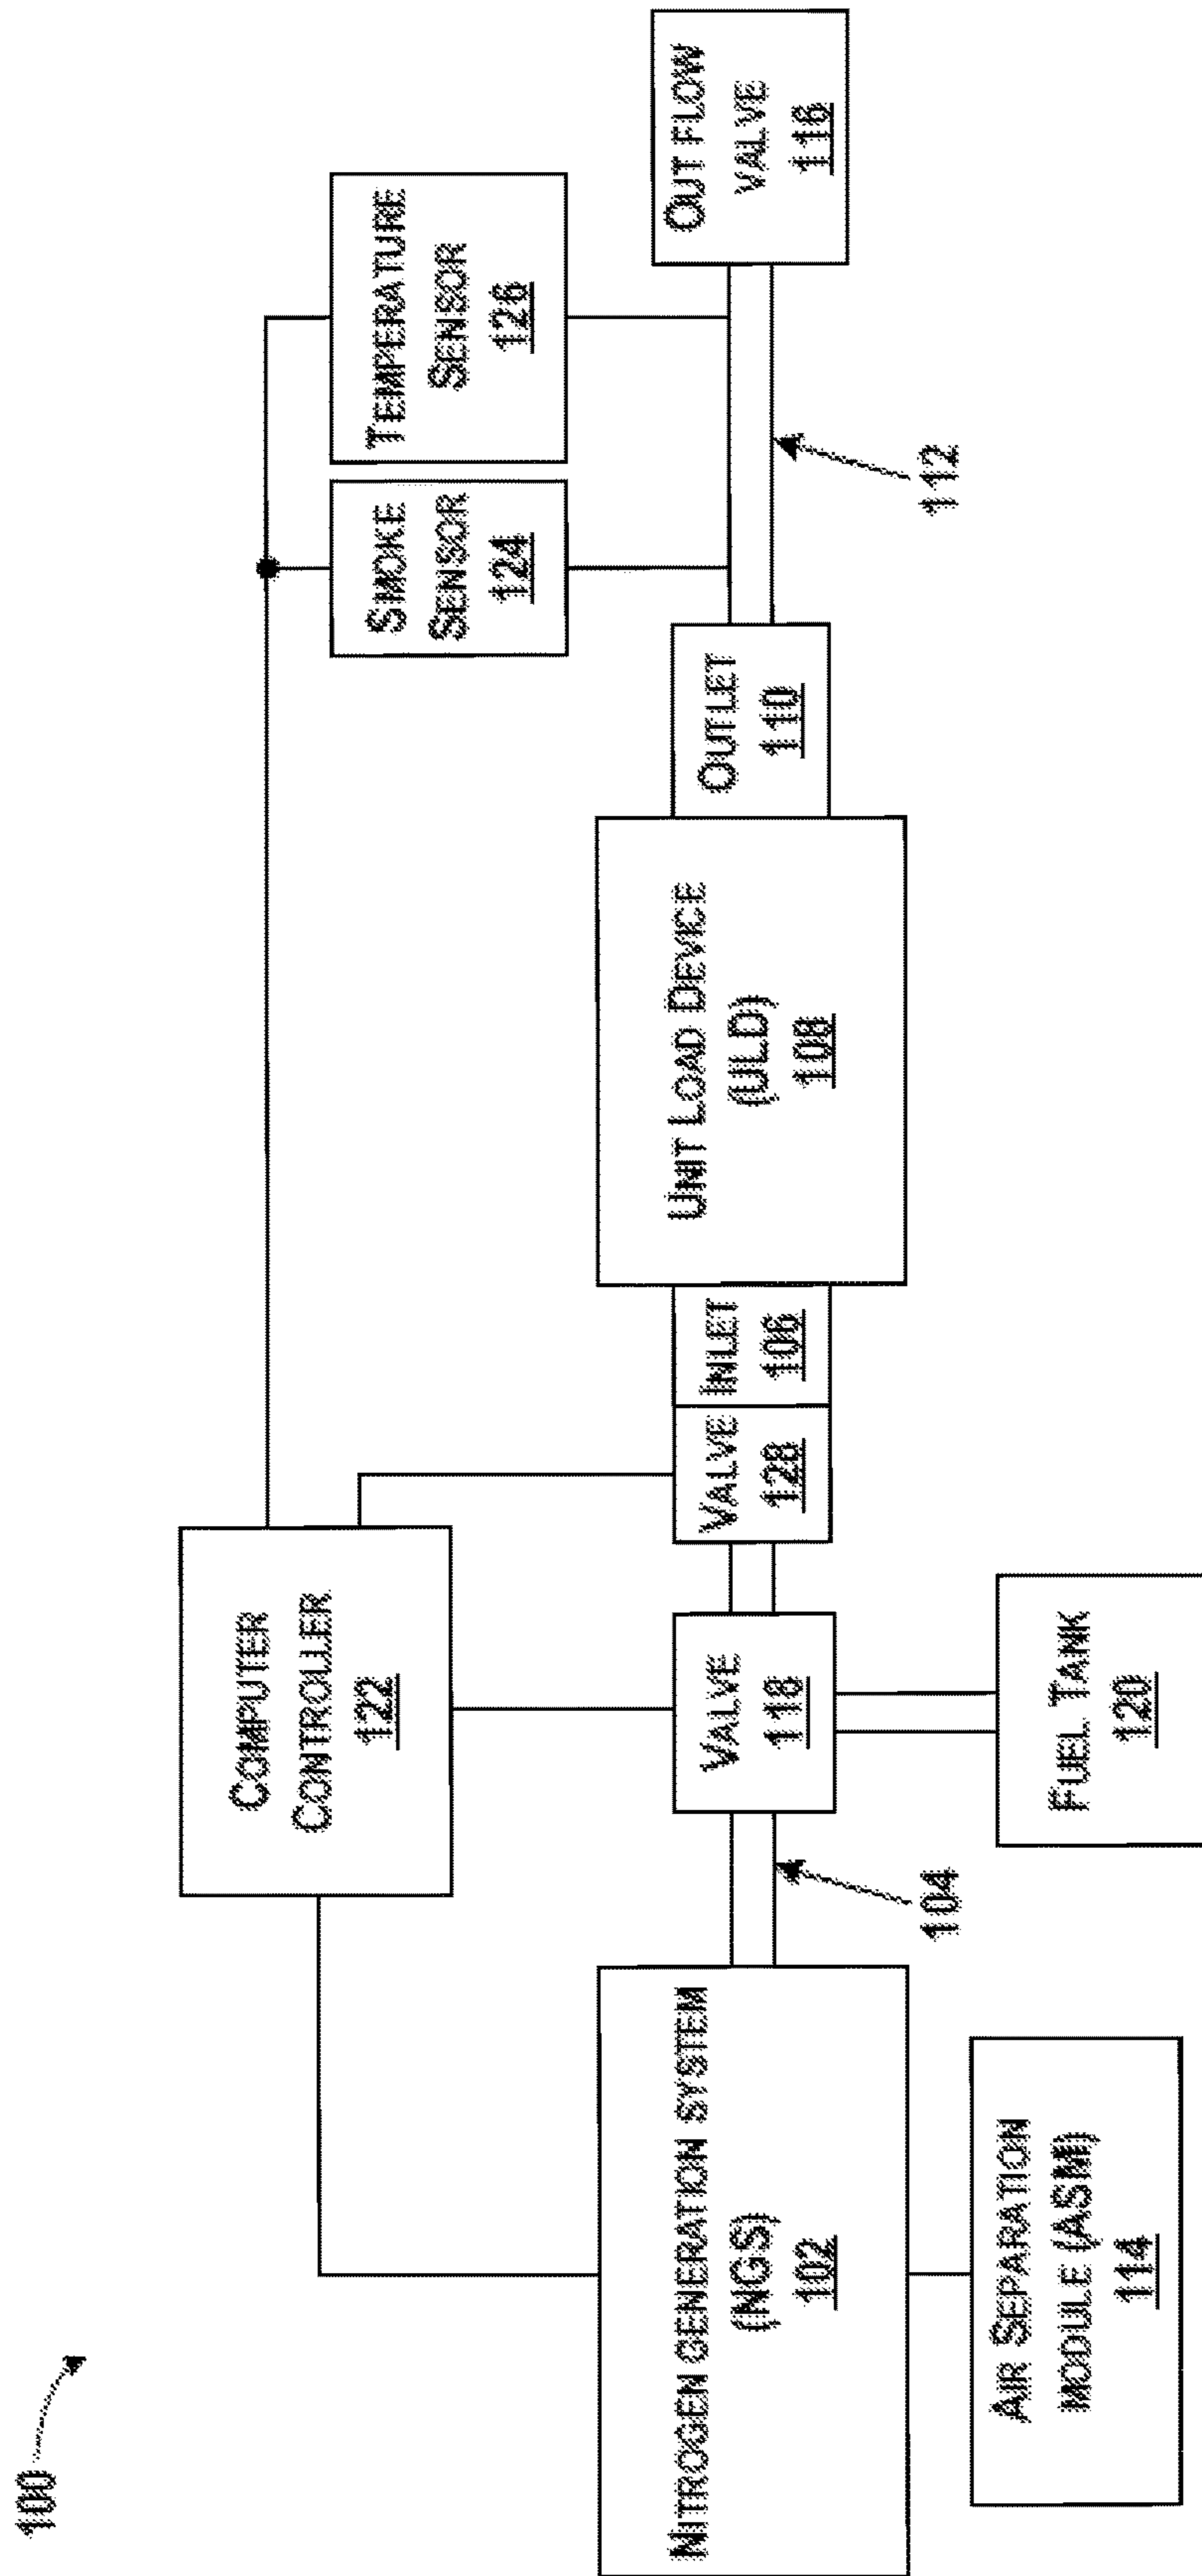 100
COMPUTER
CONTROLLER
122
SMOKE
SENSOR
124
TEMPERATURE
SENSOR
126
NITROGEN GENERATION SYSTEM
(NGS)
102
VALVE
118
VALVE
128
INLET
106
UNIT LOAD DEVICE
(ULD)
108
OUTLET
110
OUT FLOW
VALVE
116
104
112
AIR SEPARATION
MODULE (ASM)
114
FUEL TANK
120